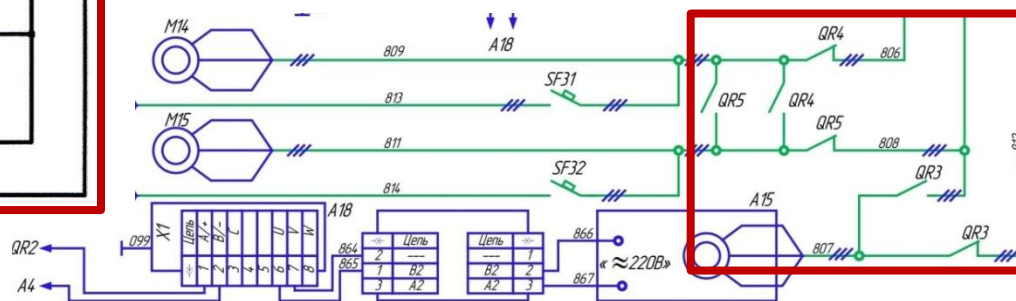 M14
809
A18
QR4
806
SF31
813
QR5
QR4
M15
811
QR5
808
812
SF32
814
QR3
A18
A15
QR3
X1
Цепь
A/+
B/-
C
U
V
W
1
2
3
4
5
6
7
8
099
QR2
A4
864
865
Цепь
2
---
1
B2
3
A2
Цепь
---
1
B2
2
A2
3
866
867
« ≈220В»
807